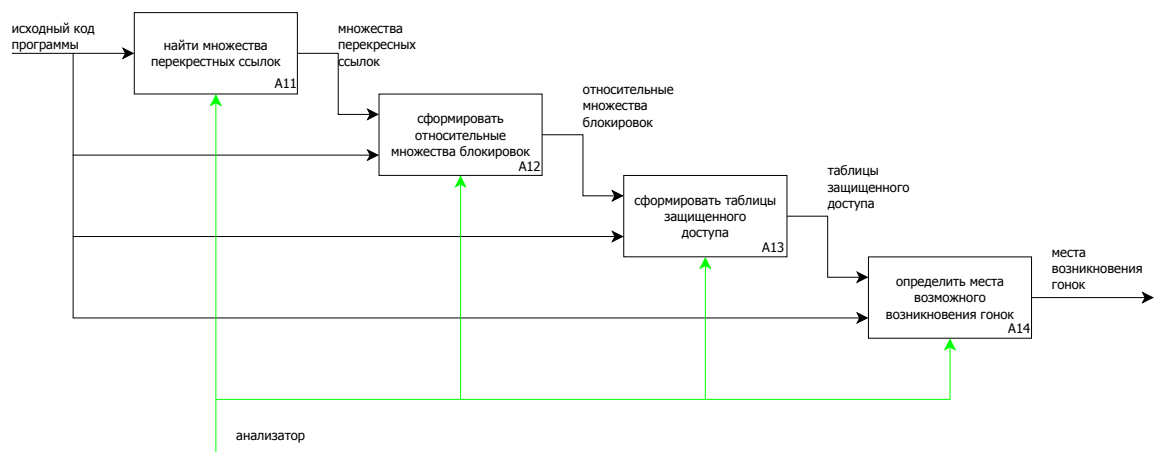 исходный код
программы
найти множества
перекрестных ссылок
A11
множества
перекресных
ссылок
сформировать
относительные
множества блокировок
A12
относительные
множества
блокировок
сформировать таблицы
защищенного
доступа
A13
таблицы
защищенного
доступа
определить места
возможного
возникновения гонок
A14
места
возникновения
гонок
анализатор